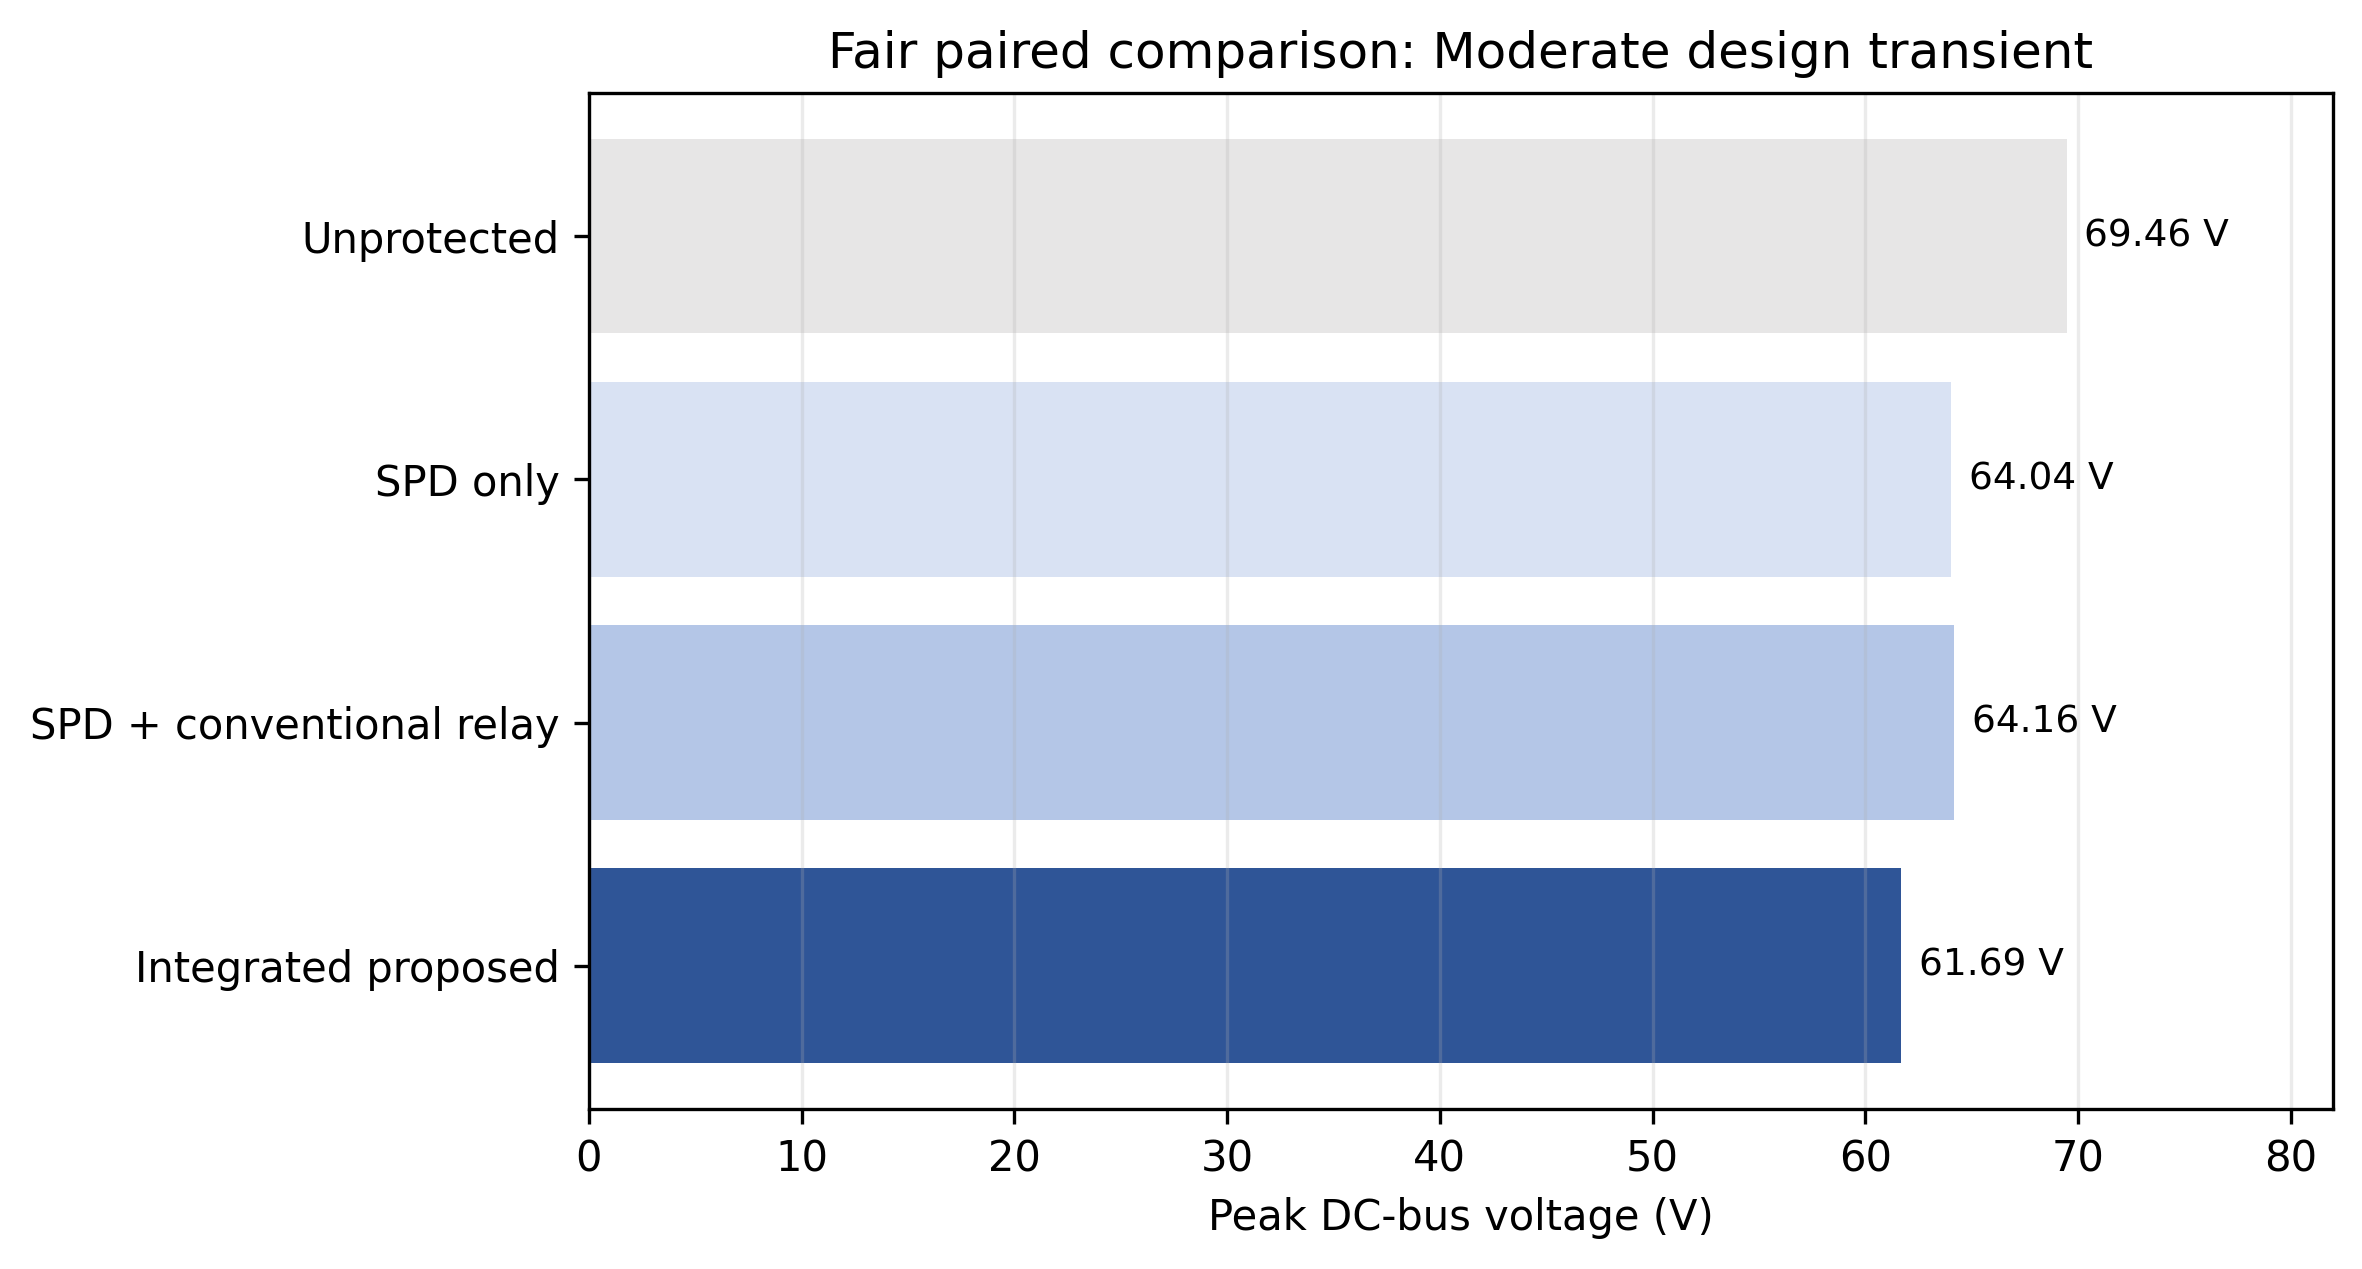 Fair paired comparison: Moderate design transient
Unprotected
69.46 V
SPD only
64.04 V
SPD + conventional relay
64.16 V
Integrated proposed
61.69 V
0 10 20 30 40 50 60 70 80
Peak DC-bus voltage (V)